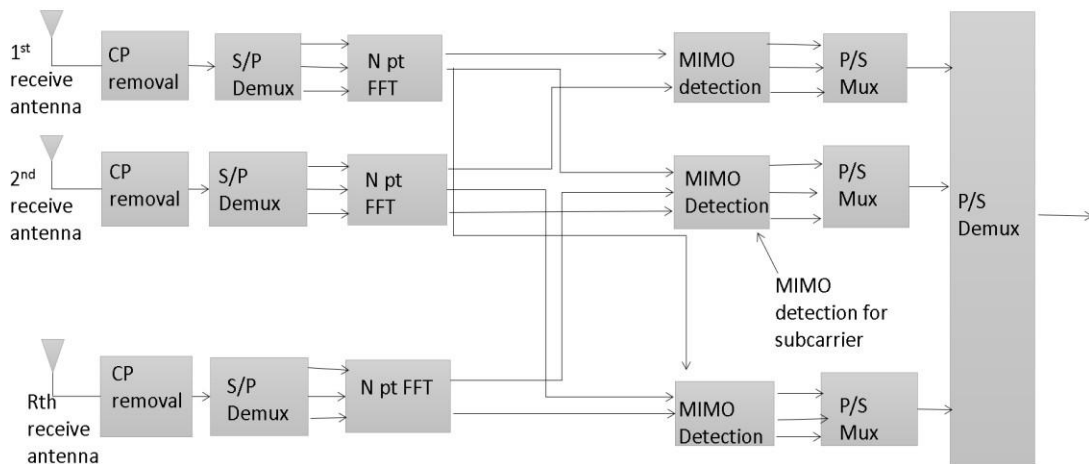 1st
receive
antenna
CP
removal
S/P
Demux
N pt
FFT
MIMO
detection
P/S
Mux
2nd
receive
antenna
CP
removal
S/P
Demux
N pt
FFT
MIMO
Detection
P/S
Mux
P/S
Demux
MIMO
detection for
subcarrier
Rth
receive
antenna
CP
removal
S/P
Demux
N pt FFT
MIMO
Detection
P/S
Mux